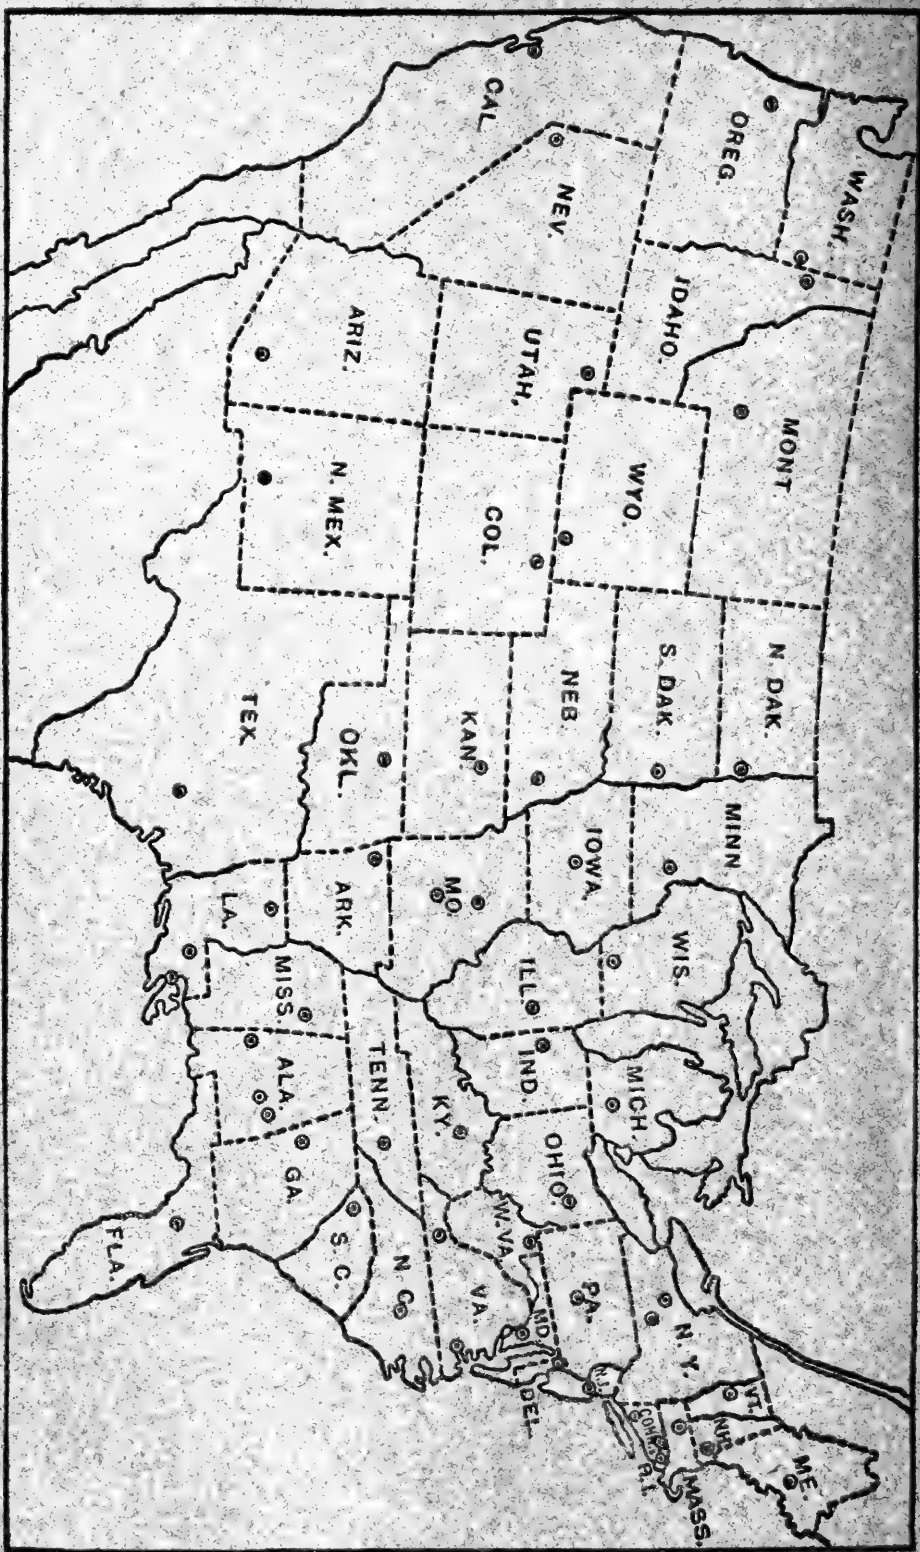 WASH.
OREG.
CAL.
NEV.
IDAHO.
MONT.
UTAH,
ARIZ.
WYO.
COL.
N. MEX.
N. DAK.
S. DAK.
NEB.
KAN.
OKL.
TEX.
MINN.
IOWA.
MO.
ARK.
LA.
WIS.
ILL.
MISS.
MICH.
IND.
OHIO.
KY.
TENN.
ALA.
GA.
FLA.
S. C.
N. C.
VA.
W. VA.
MD.
DEL.
PA.
N. J.
N. Y.
VT.
N.H.
ME.
MASS.
R.I.
CONN.